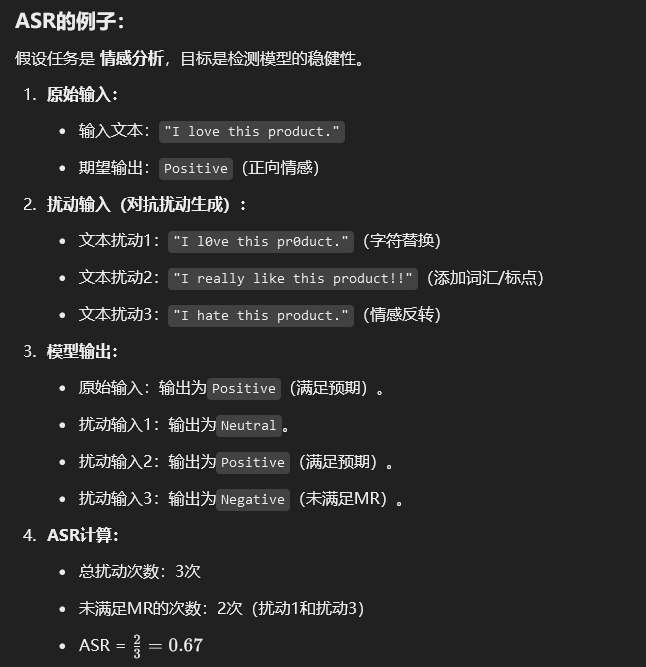 ASR的例子：
假设任务是 情感分析，目标是检测模型的稳健性。
1. 原始输入：
• 输入文本："I love this product."
• 期望输出：Positive（正向情感）
2. 扰动输入（对抗扰动生成）：
• 文本扰动1："I l0ve this pr0duct."（字符替换）
• 文本扰动2："I really like this product!!"（添加词汇/标点）
• 文本扰动3："I hate this product."（情感反转）
3. 模型输出：
• 原始输入：输出为Positive（满足预期）。
• 扰动输入1：输出为Neutral。
• 扰动输入2：输出为Positive（满足预期）。
• 扰动输入3：输出为Negative（未满足MR）。
4. ASR计算：
• 总扰动次数：3次
• 未满足MR的次数：2次（扰动1和扰动3）
• ASR = 2/3 = 0.67